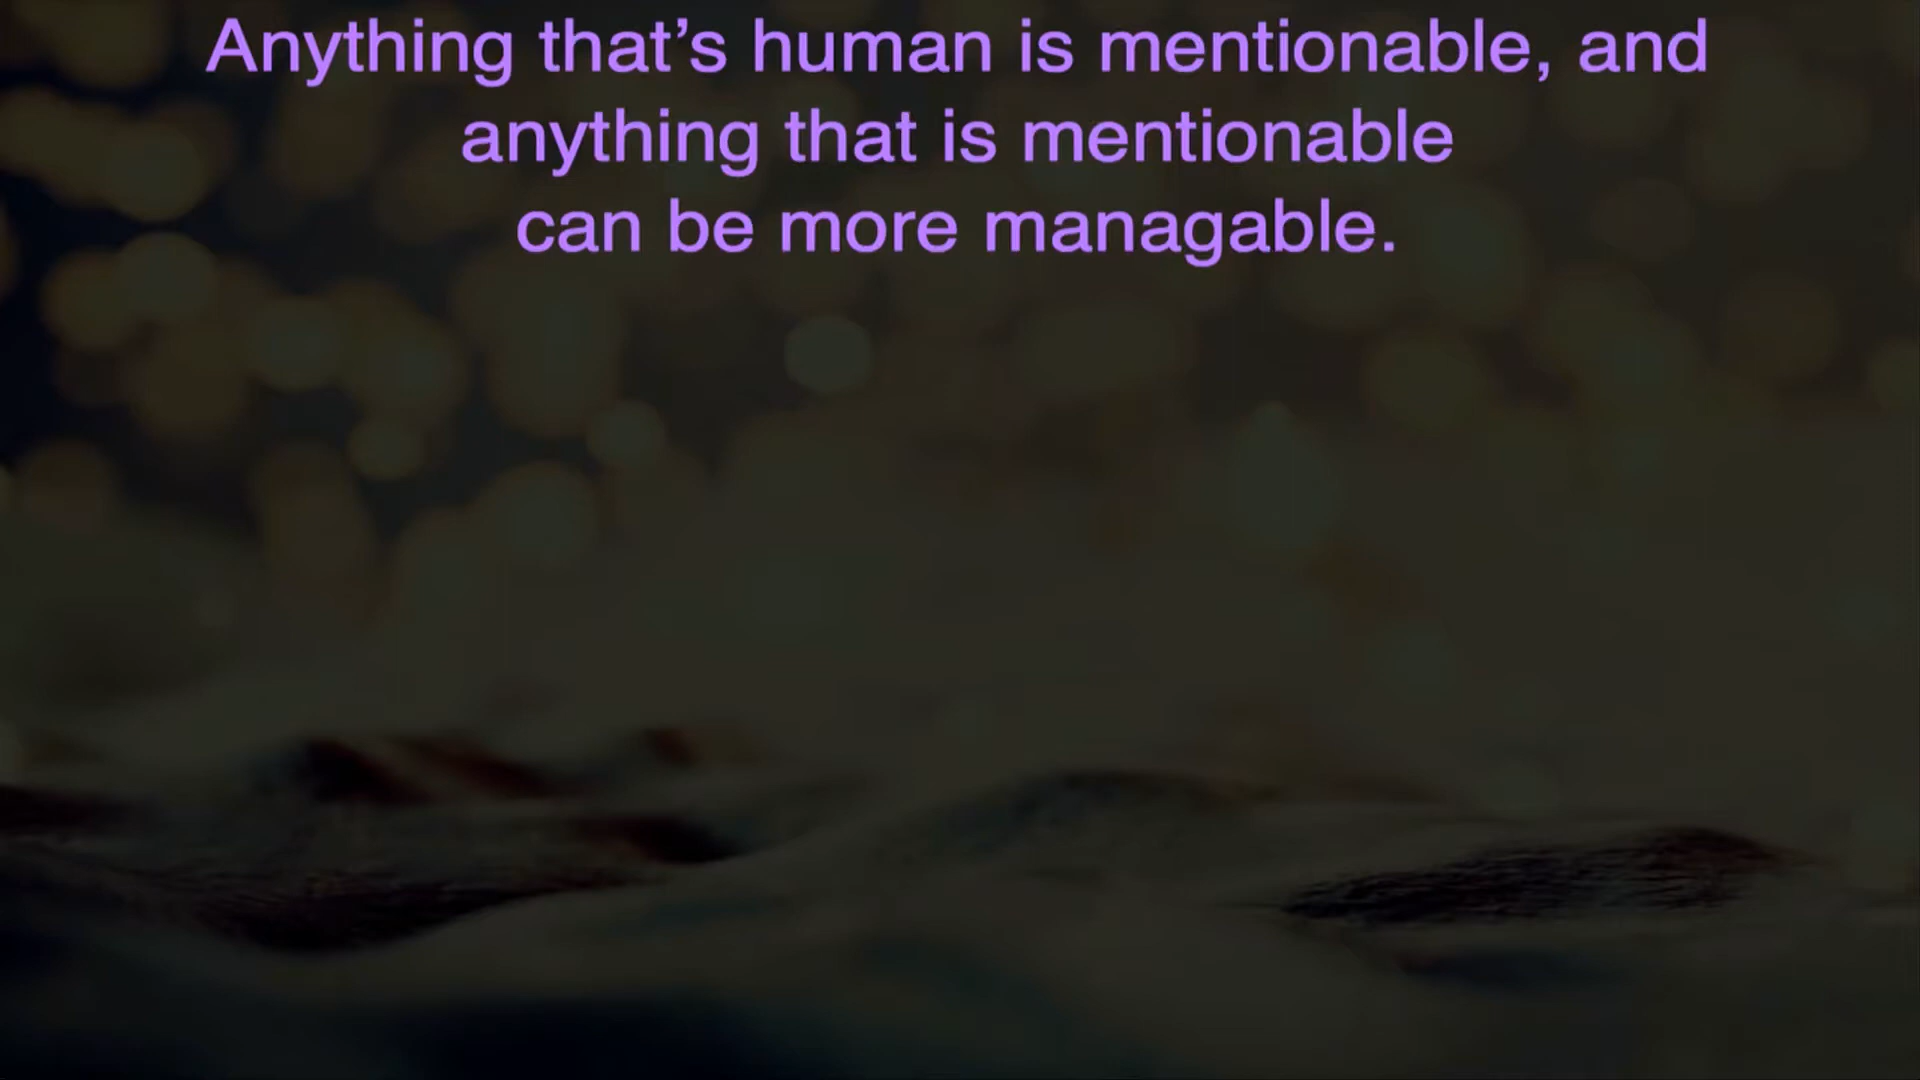 Anything that’s human is mentionable, and
anything that is mentionable
can be more managable.